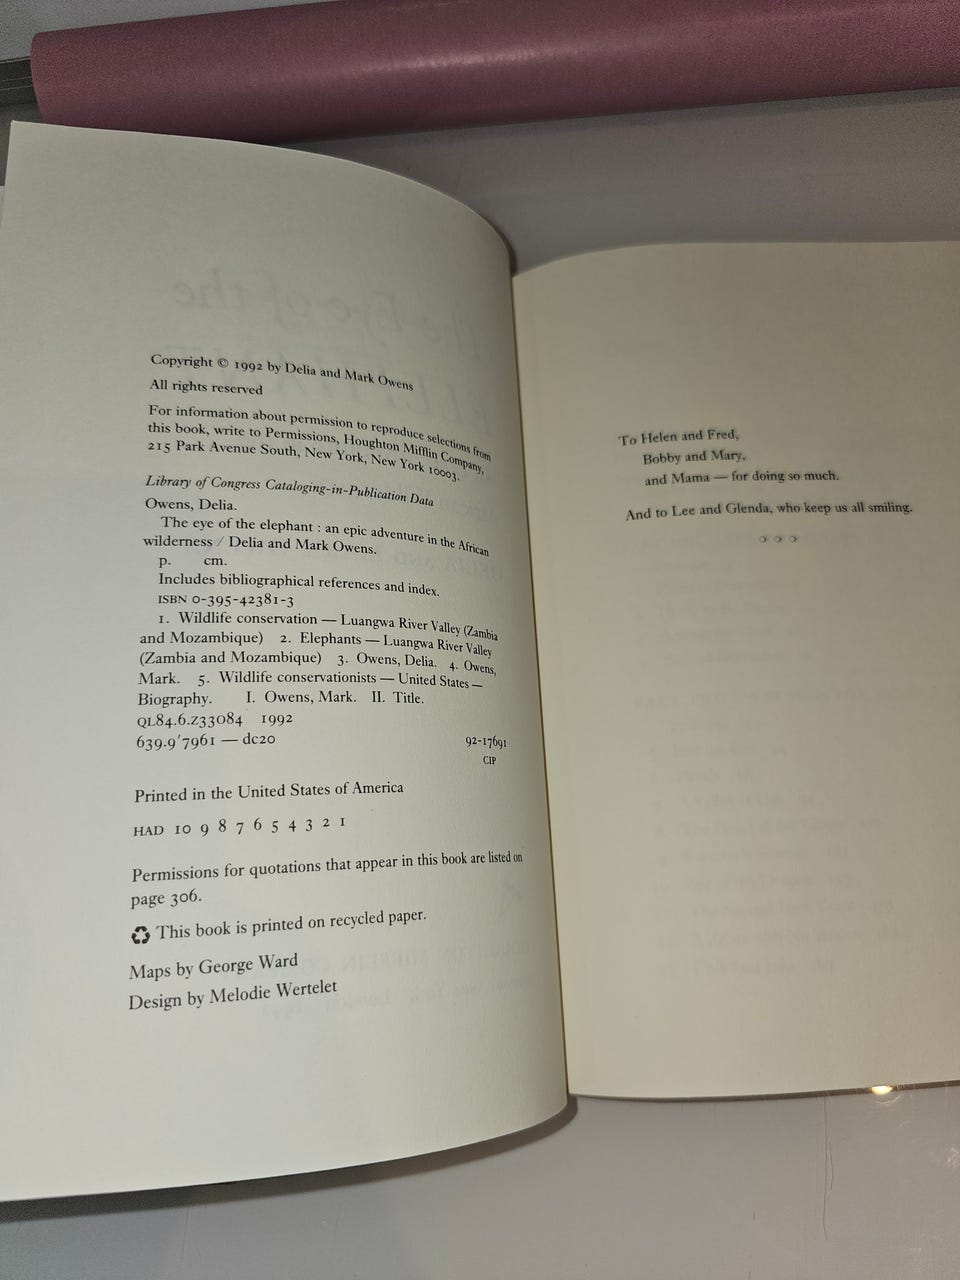 Copyright © 1992 by Delia and Mark Owens
All rights reserved
For information about permission to reproduce selections from
this book, write to Permissions, Houghton Mifflin Company,
215 Park Avenue South, New York, New York 10003.
Library of Congress Cataloging-in-Publication Data
Owens, Delia.
The eye of the elephant : an epic adventure in the African
wilderness / Delia and Mark Owens.
p. cm.
Includes bibliographical references and index.
ISBN 0-395-42381-3
1. Wildlife conservation — Luangwa River Valley (Zambia
and Mozambique) 2. Elephants — Luangwa River Valley
(Zambia and Mozambique) 3. Owens, Delia. 4. Owens,
Mark. 5. Wildlife conservationists — United States —
Biography. I. Owens, Mark. II. Title.
QL84.6.Z33O84 1992
639.9'7961 — dc20 92-17691
CIP
Printed in the United States of America
HAD 10 9 8 7 6 5 4 3 2 1
Permissions for quotations that appear in this book are listed on
page 306.
This book is printed on recycled paper.
Maps by George Ward
Design by Melodie Wertelet
To Helen and Fred,
Bobby and Mary,
and Mama — for doing so much.
And to Lee and Glenda, who keep us all smiling.